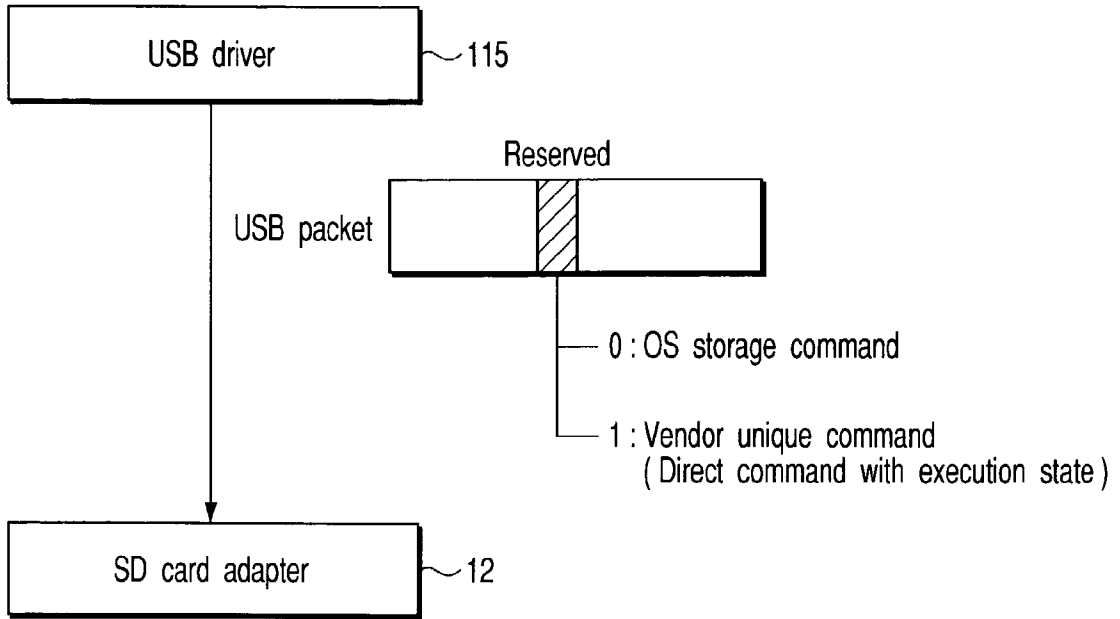 USB driver
115
Reserved
USB packet
0 : OS storage command
1 : Vendor unique command
( Direct command with execution state )
SD card adapter
12